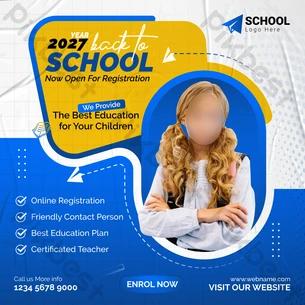 SCHOOL
Logo Here
YEAR
2027 back to
SCHOOL
Now Open For Registration
We Provide
The Best Education
for Your Children
Online Registration
Friendly Contact Person
Best Education Plan
Certificated Teacher
Call us More info
1234 5678 9000
ENROL NOW
www.webname.com
VISIT OUR WEBSITE